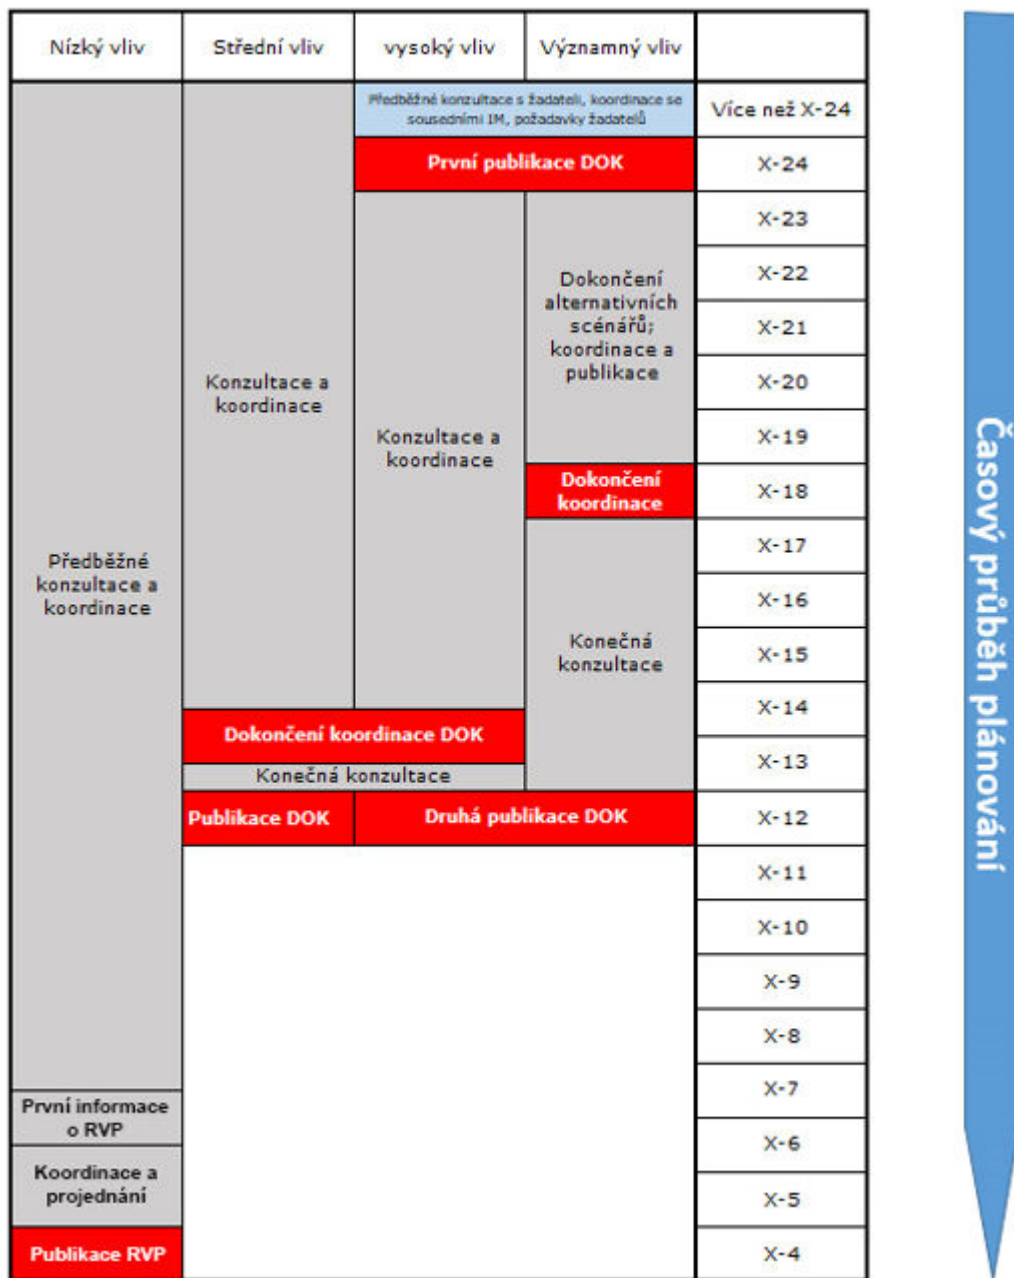 Nízký vliv
Střední vliv
vysoký vliv
Významný vliv
Předběžné konzultace s žadateli, koordinace se
sousedními IM, požadavky žadatelů
Více než X-24
První publikace DOK
X-24
X-23
X-22
X-21
X-20
X-19
X-18
X-17
X-16
X-15
X-14
X-13
X-12
X-11
X-10
X-9
X-8
X-7
X-6
X-5
X-4
Dokončení
alternativních
scénářů;
koordinace a
publikace
Konzultace a
koordinace
Konzultace a
koordinace
Dokončení
koordinace
Předběžné
konzultace a
koordinace
Konečná
konzultace
Dokončení koordinace DOK
Konečná konzultace
Publikace DOK
Druhá publikace DOK
První informace
o RVP
Koordinace a
projednání
Publikace RVP
Časový průběh plánování